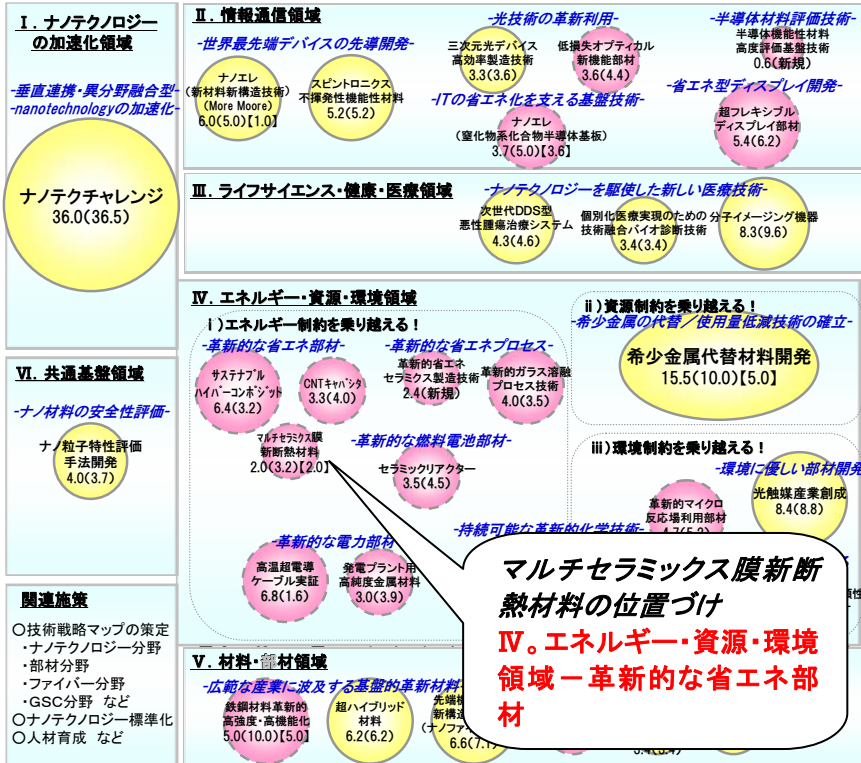 Ⅰ．ナノテクノロジー
の加速化領域
-垂直連携・異分野融合型-
-nanotechnologyの加速化-
ナノテクチャレンジ
36.0(36.5)
Ⅱ．情報通信領域
-世界最先端デバイスの先導開発-
ナノエレ
(新材料新構造技術)
(More Moore)
6.0(5.0)【1.0】
スピントロニクス
不揮発性機能性材料
5.2(5.2)
-光技術の革新利用-
三次元光デバイス
高効率製造技術
3.3(3.6)
低損失オプティカル
新機能部材
3.6(4.4)
-ITの省エネ化を支える基盤技術-
ナノエレ
(窒化物系化合物半導体基板)
3.7(5.0)【3.6】
-半導体材料評価技術-
半導体機能性材料
高度評価基盤技術
0.6(新規)
-省エネ型ディスプレイ開発-
超フレキシブル
ディスプレイ部材
5.4(6.2)
Ⅲ．ライフサイエンス・健康・医療領域
-ナノテクノロジーを駆使した新しい医療技術-
次世代DDS型
悪性腫瘍治療システム
4.3(4.6)
個別化医療実現のための
技術融合バイオ診断技術
3.4(3.4)
分子イメージング機器
8.3(9.6)
Ⅳ．エネルギー・資源・環境領域
ⅰ)エネルギー制約を乗り越える！
-革新的な省エネ部材-
サステナブル
ハイパーコンポジット
6.4(3.2)
CNTキャパシタ
3.3(4.0)
マルチセラミクス膜
新断熱材料
2.0(3.2)【2.0】
-革新的な省エネプロセス-
革新的省エネ
セラミクス製造技術
2.4(新規)
革新的ガラス溶融
プロセス技術
4.0(3.5)
-革新的な燃料電池部材-
セラミックリアクター
3.5(4.5)
-革新的な電力部材
高温超電導
ケーブル実証
6.8(1.6)
発電プラント用
高純度金属材料
3.0(3.9)
ⅱ)資源制約を乗り越える！
-希少金属の代替／使用量低減技術の確立-
希少金属代替材料開発
15.5(10.0)【5.0】
ⅲ)環境制約を乗り越える！
-環境に優しい部材開発
光触媒産業創成
8.4(8.8)
革新的マイクロ
反応場利用部材
-持続可能な革新的化学技術-
マルチセラミックス膜新断
熱材料の位置づけ
Ⅳ。エネルギー・資源・環境
領域－革新的な省エネ部
材
Ⅵ．共通基盤領域
-ナノ材料の安全性評価-
ナノ粒子特性評価
手法開発
4.0(3.7)
関連施策
○技術戦略マップの策定
・ナノテクノロジー分野
・部材分野
・ファイバー分野
・GSC分野 など
○ナノテクノロジー標準化
○人材育成 など
Ⅴ．材料・部材領域
-広範な産業に波及する基盤的革新材料
鉄鋼材料革新的
高強度・高機能化
5.0(10.0)【5.0】
超ハイブリッド
材料
6.2(6.2)
先端機
新構造
(ナノファイ
6.6(7.1)